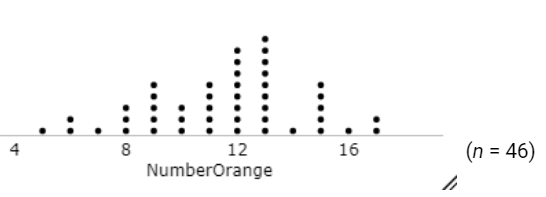 4 8 12 16
NumberOrange
(n = 46)